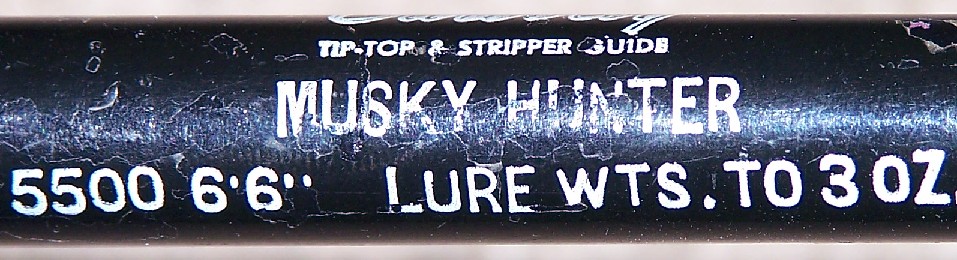 TIP-TOP & STRIPPER GUIDE
MUSKY HUNTER
5500 6'6'' LURE WTS. TO 3 OZ.